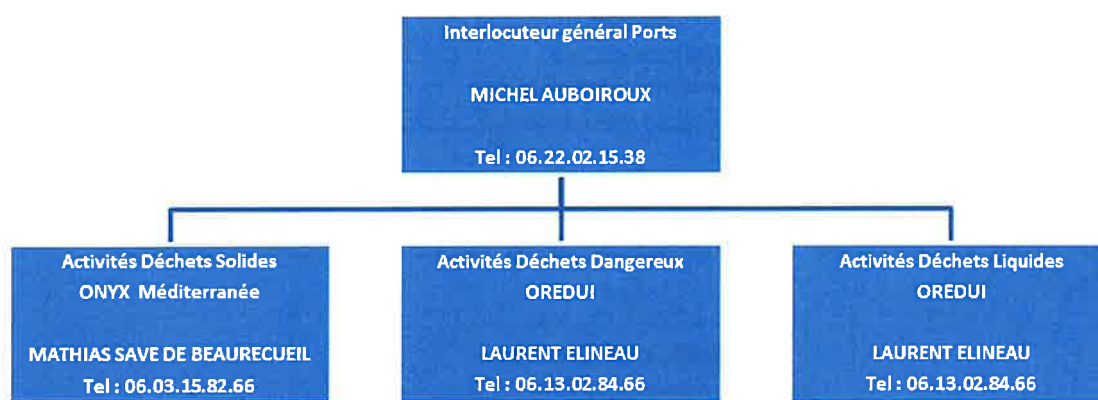 Interlocuteur général Ports
MICHEL AUBOIROUX
Tel : 06.22.02.15.38
Activités Déchets Solides
ONYX Méditerranée
MATHIAS SAVE DE BEAURECUEIL
Tel : 06.03.15.82.66
Activités Déchets Dangereux
OREDUI
LAURENT ELINEAU
Tel : 06.13.02.84.66
Activités Déchets Liquides
OREDUI
LAURENT ELINEAU
Tel : 06.13.02.84.66